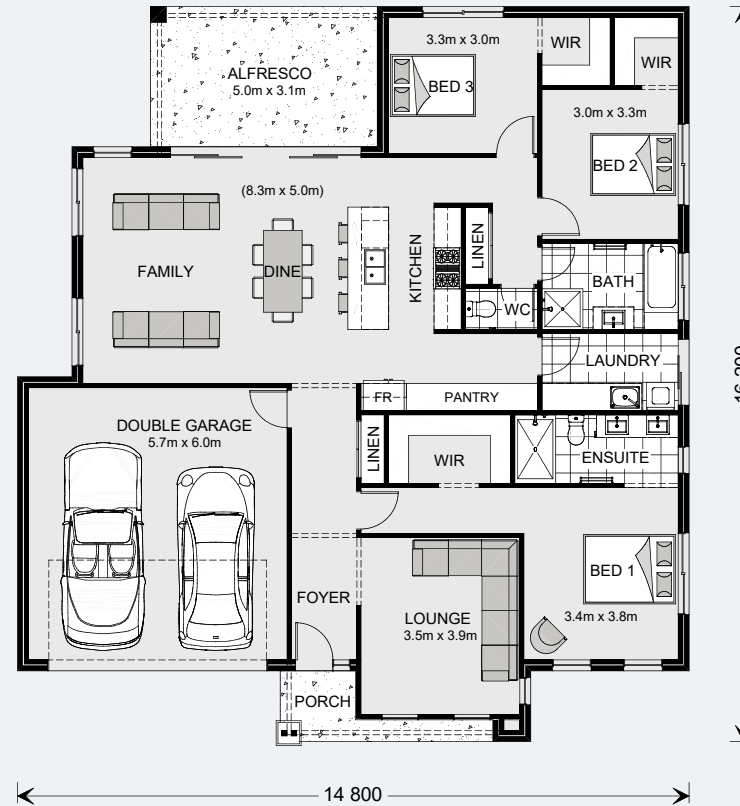 3.3m x 3.0m
WIR
WIR
ALFRESCO
5.0m x 3.1m
BED 3
3.0m x 3.3m
BED 2
(8.3m x 5.0m)
FAMILY
DINE
KITCHEN
LINEN
BATH
WC
LAUNDRY
FR
PANTRY
DOUBLE GARAGE
5.7m x 6.0m
LINEN
WIR
ENSUITE
BED 1
3.4m x 3.8m
FOYER
LOUNGE
3.5m x 3.9m
PORCH
14 800